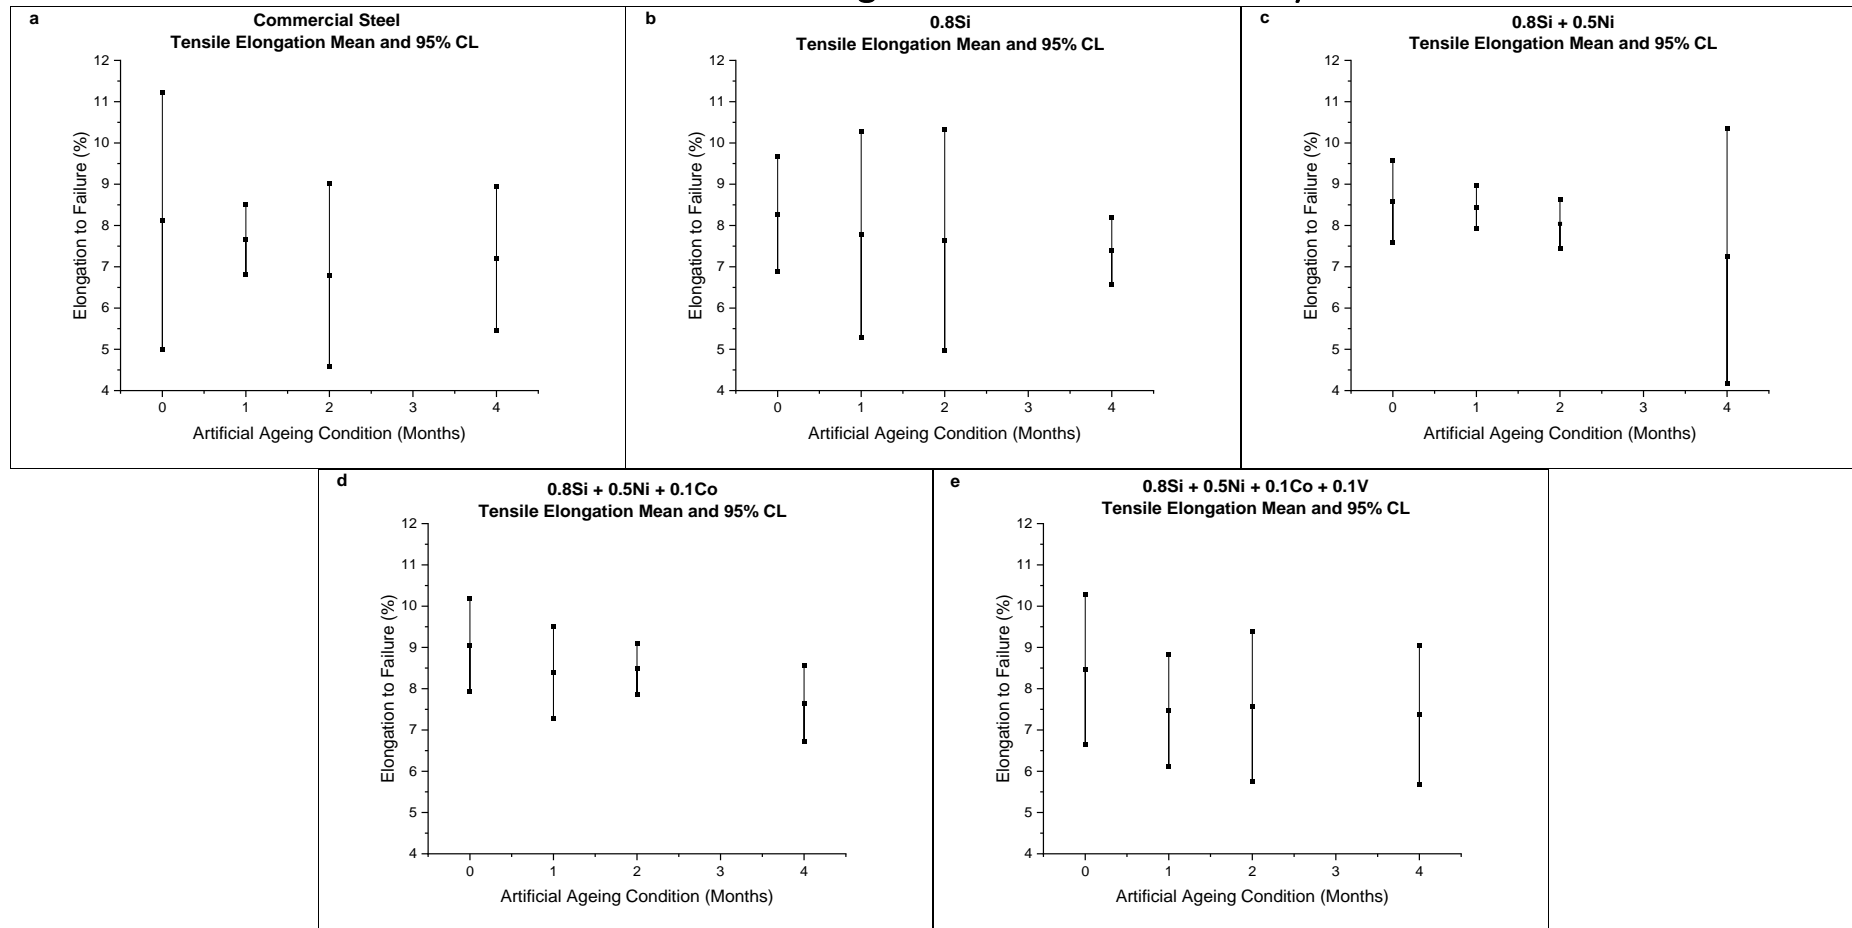 a
Commercial Steel
Tensile Elongation Mean and 95% CL
12
11
10
9
8
7
6
5
4
Elongation to Failure (%)
0 1 2 3 4
Artificial Ageing Condition (Months)
b
0.8Si
Tensile Elongation Mean and 95% CL
12
11
10
9
8
7
6
5
4
Elongation to Failure (%)
0 1 2 3 4
Artificial Ageing Condition (Months)
c
0.8Si + 0.5Ni
Tensile Elongation Mean and 95% CL
12
11
10
9
8
7
6
5
4
Elongation to Failure (%)
0 1 2 3 4
Artificial Ageing Condition (Months)
d
0.8Si + 0.5Ni + 0.1Co
Tensile Elongation Mean and 95% CL
12
11
10
9
8
7
6
5
4
Elongation to Failure (%)
0 1 2 3 4
Artificial Ageing Condition (Months)
e
0.8Si + 0.5Ni + 0.1Co + 0.1V
Tensile Elongation Mean and 95% CL
12
11
10
9
8
7
6
5
4
Elongation to Failure (%)
0 1 2 3 4
Artificial Ageing Condition (Months)